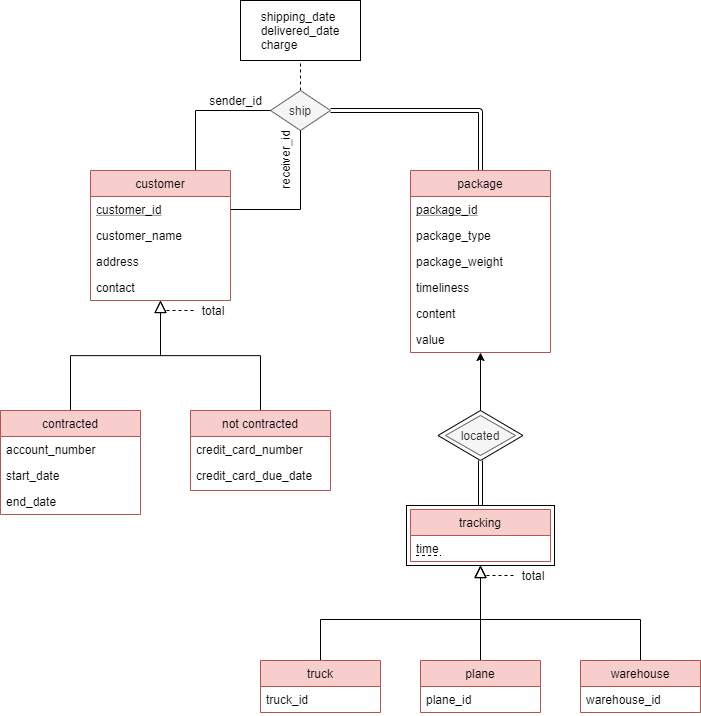 shipping_date
delivered_date
charge
sender_id
ship
receiver_id
customer
customer_id
customer_name
address
contact
total
package
package_id
package_type
package_weight
timeliness
content
value
contracted
account_number
start_date
end_date
not contracted
credit_card_number
credit_card_due_date
located
tracking
time
total
truck
truck_id
plane
plane_id
warehouse
warehouse_id